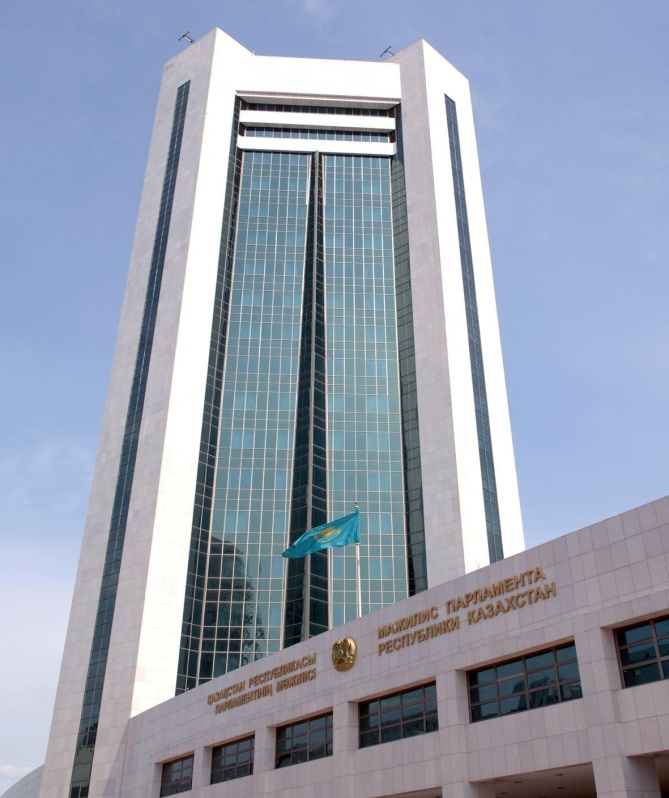 ҚАЗАҚСТАН РЕСПУБЛИКАСЫ
ПАРЛАМЕНТІНІҢ МӘЖІЛІСІ
МАЖИЛИС ПАРЛАМЕНТА
РЕСПУБЛИКИ КАЗАХСТАН